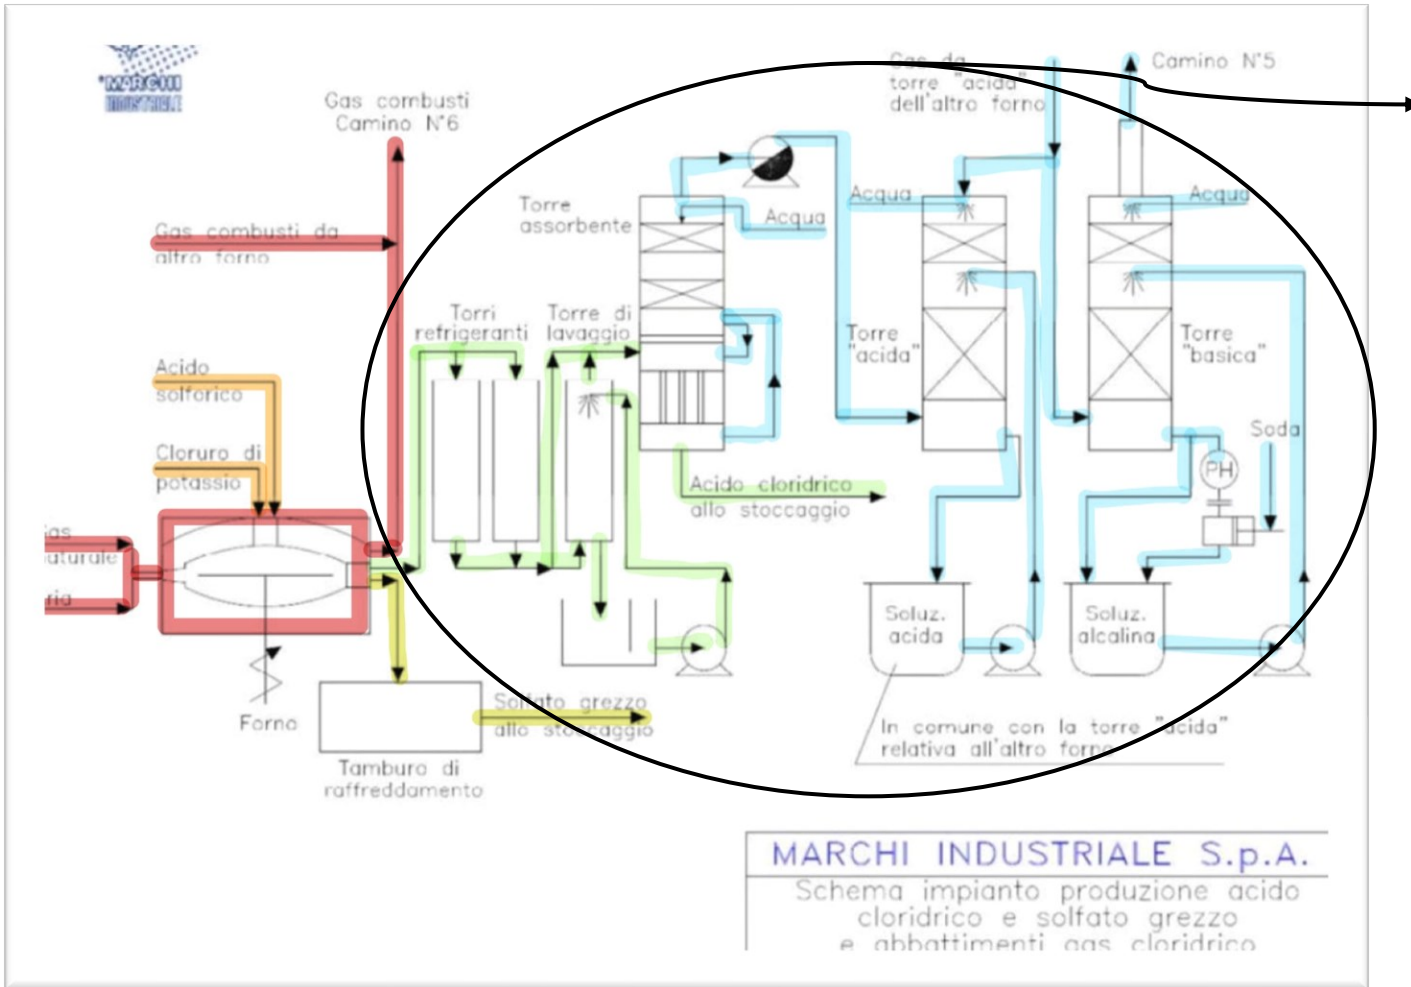 MARCHI
INDUSTRIALE
Gas combusti
Camino N°6
Gas combusti da
altro forno
Acido
solforico
Cloruro di
potassio
Forno
Tamburo di
raffreddamento
Solfato grezzo
allo stoccaggio
Torri
refrigeranti
Torre di
lavaggio
Torre
assorbente
Acqua
Acido cloridrico
allo stoccaggio
Gas da
torre "acida"
dell'altro forno
Camino N°5
Acqua
Acqua
Torre
"acida"
Torre
"basica"
Soda
PH
Soluz.
acida
Soluz.
alcalina
In comune con la torre "acida"
relativa all'altro forno
MARCHI INDUSTRIALE S.p.A.
Schema impianto produzione acido
cloridrico e solfato grezzo
e abbattimenti gas cloridrico